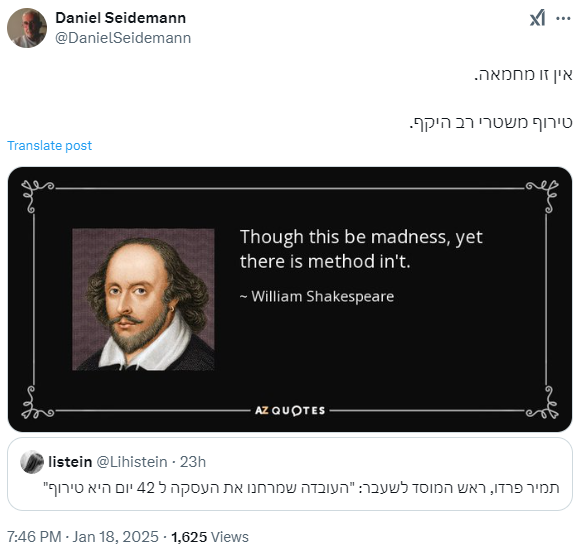 Daniel Seidemann
@DanielSeidemann
אין זו מחמאה.
טירוף משטרי רב היקף.
Translate post
Though this be madness, yet
there is method in't.
~ William Shakespeare
AZ QUOTES
listein @Lihistein · 23h
תמיר פרדו, ראש המוסד לשעבר: "העובדה שמרחנו את העסקה ל 42 יום היא טירוף"
7:46 PM · Jan 18, 2025 · 1,625 Views